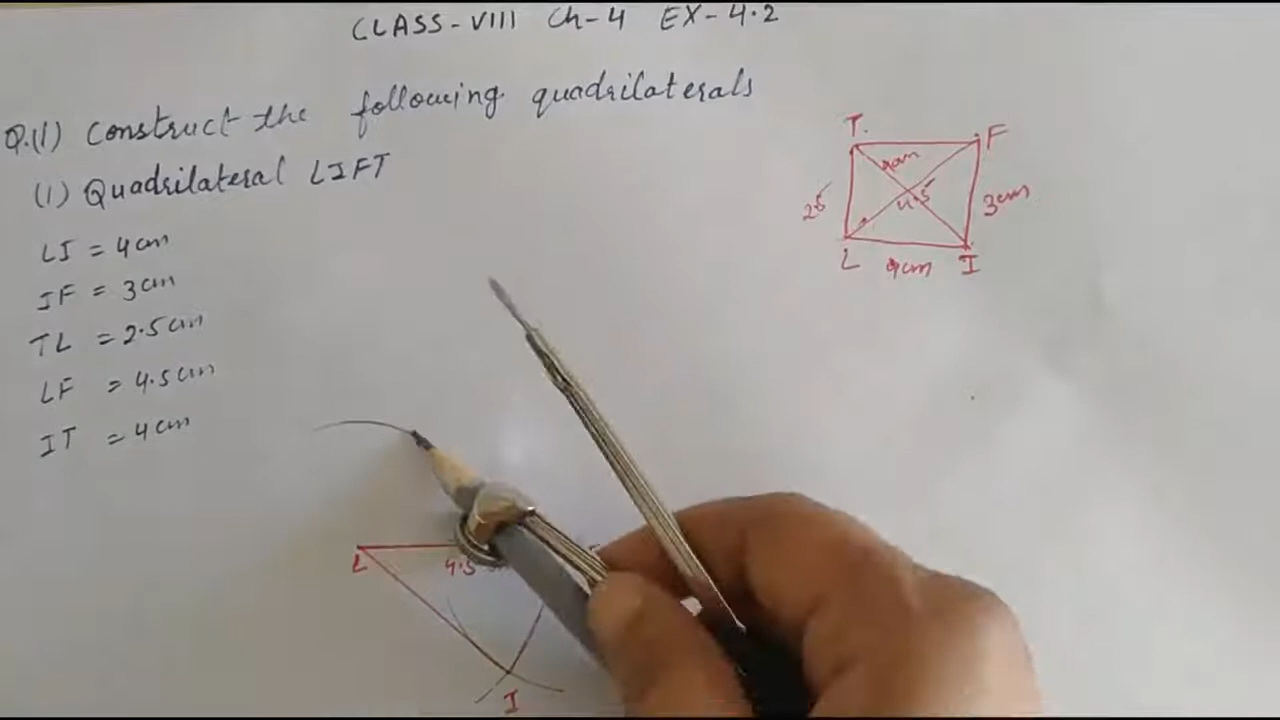 CLASS-VIII Ch-4 EX-4.2
Q.(1) Construct the following quadrilaterals
(1) Quadrilateral LIFT
LI = 4cm
IF = 3cm
TL = 2.5cm
LF = 4.5cm
IT = 4cm
T
F
4cm
2.5
4.5
3cm
L
4cm
I
L
4.5
I